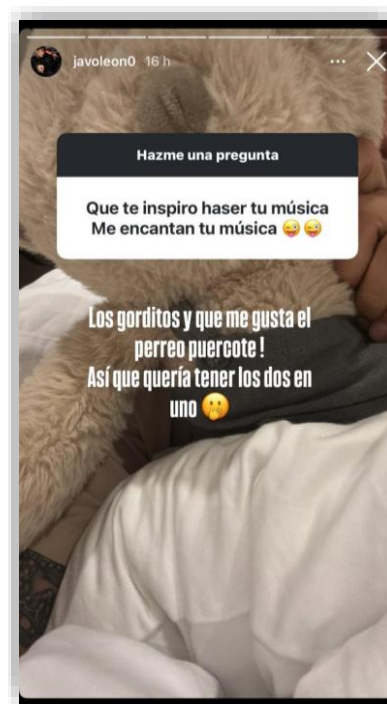 javoleon0 16 h
Hazme una pregunta
Que te inspiro haser tu música
Me encantan tu música 😜😜
Los gorditos y que me gusta el
perreo puercote !
Así que quería tener los dos en
uno 🤭